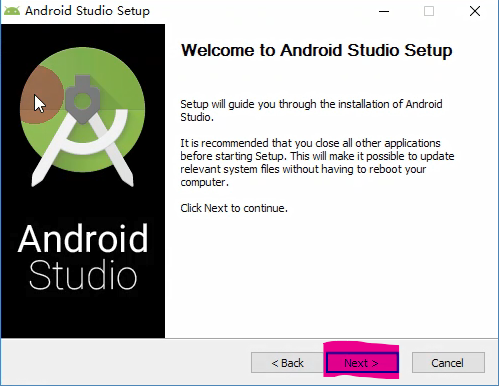 Android Studio Setup
Welcome to Android Studio Setup
Setup will guide you through the installation of Android
Studio.
It is recommended that you close all other applications
before starting Setup. This will make it possible to update
relevant system files without having to reboot your
computer.
Click Next to continue.
Android
Studio
< Back
Next >
Cancel